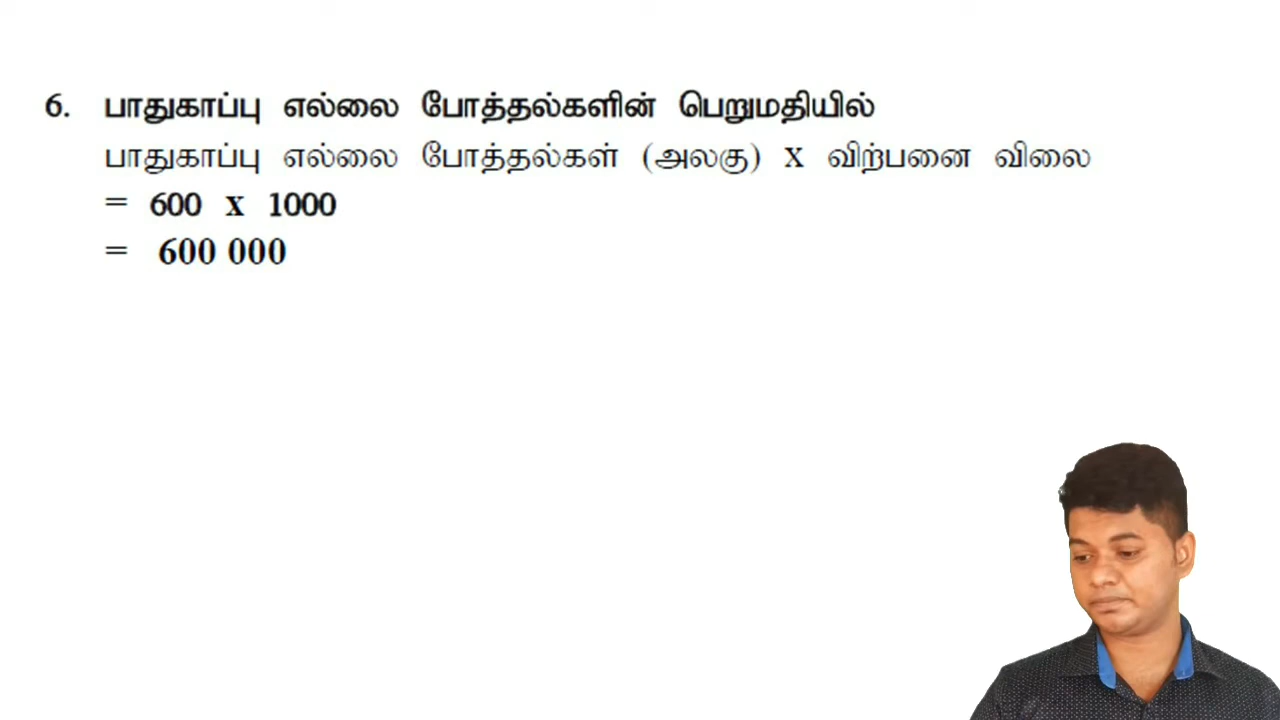 6. பாதுகாப்பு எல்லை போத்தல்களின் பெறுமதியில்
பாதுகாப்பு எல்லை போத்தல்கள் (அலகு) X விற்பனை விலை
= 600 x 1000
= 600 000